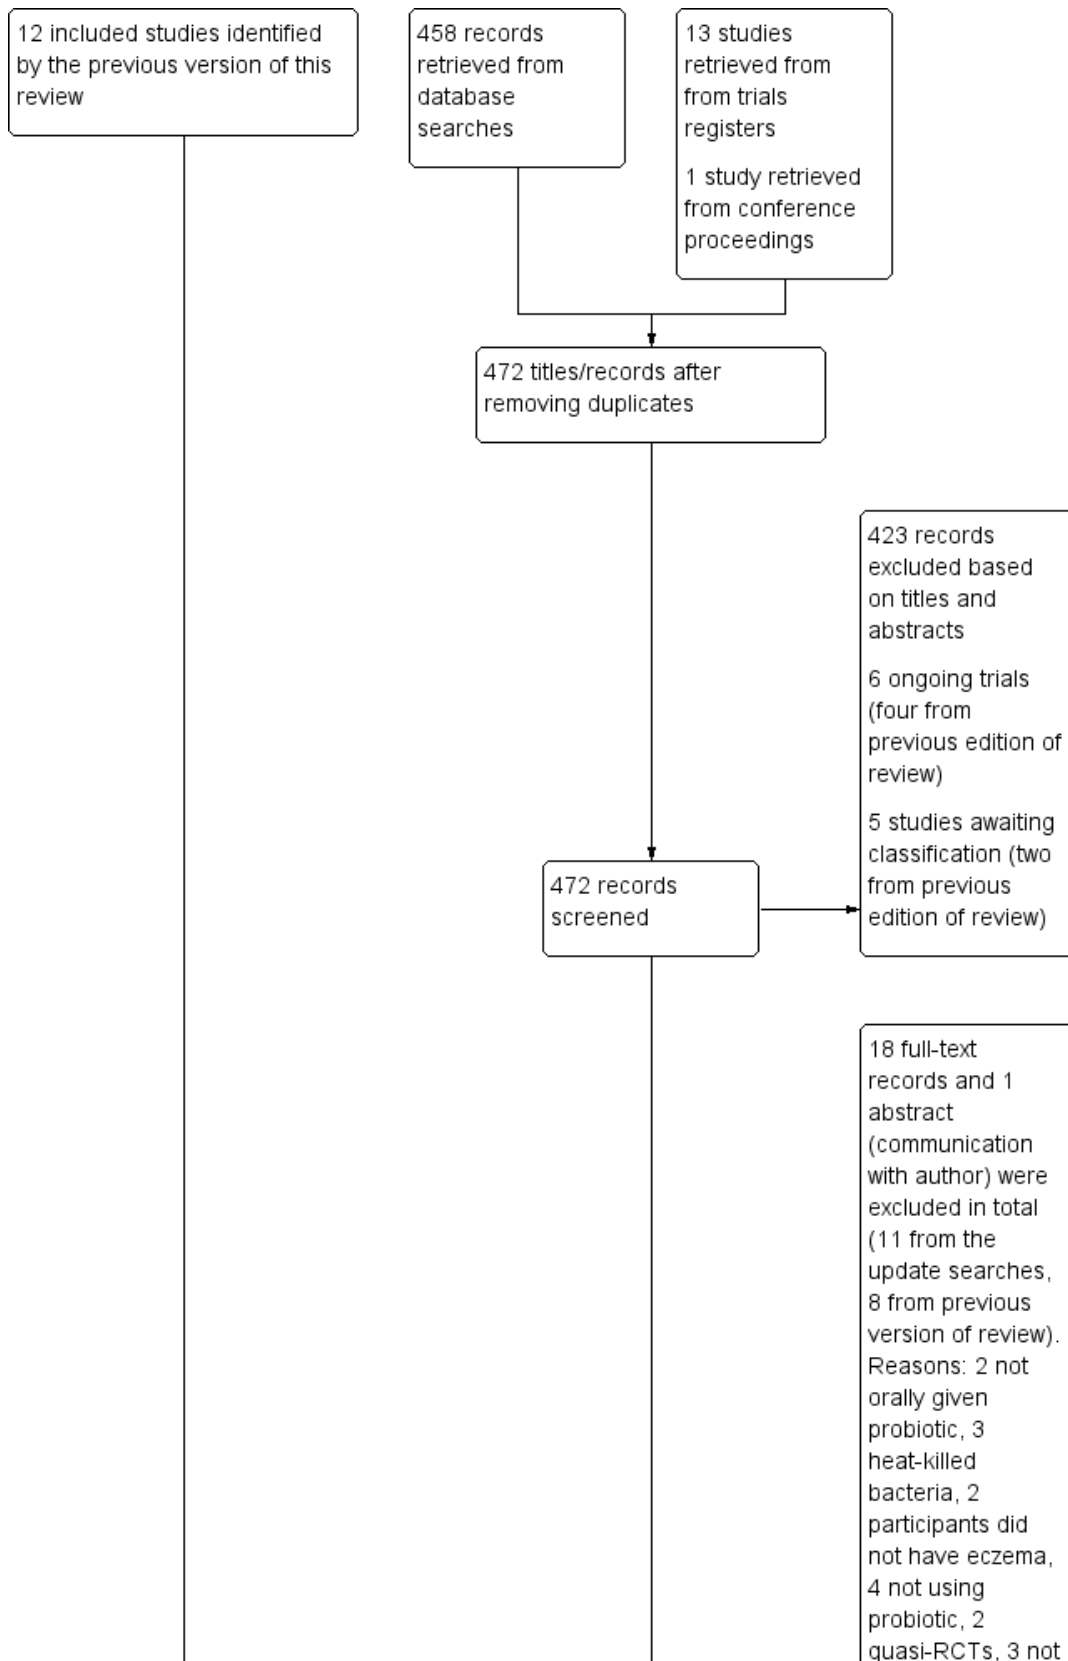 12 included studies identified
by the previous version of this
review
458 records
retrieved from
database
searches
13 studies
retrieved from
from trials
registers
1 study retrieved
from conference
proceedings
472 titles/records after
removing duplicates
423 records
excluded based
on titles and
abstracts
6 ongoing trials
(four from
previous edition of
review)
5 studies awaiting
classification (two
from previous
edition of review)
472 records
screened
18 full-text
records and 1
abstract
(communication
with author) were
excluded in total
(11 from the
update searches,
8 from previous
version of review).
Reasons: 2 not
orally given
probiotic, 3
heat-killed
bacteria, 2
participants did
not have eczema,
4 not using
probiotic, 2
quasi-RCTs, 3 not